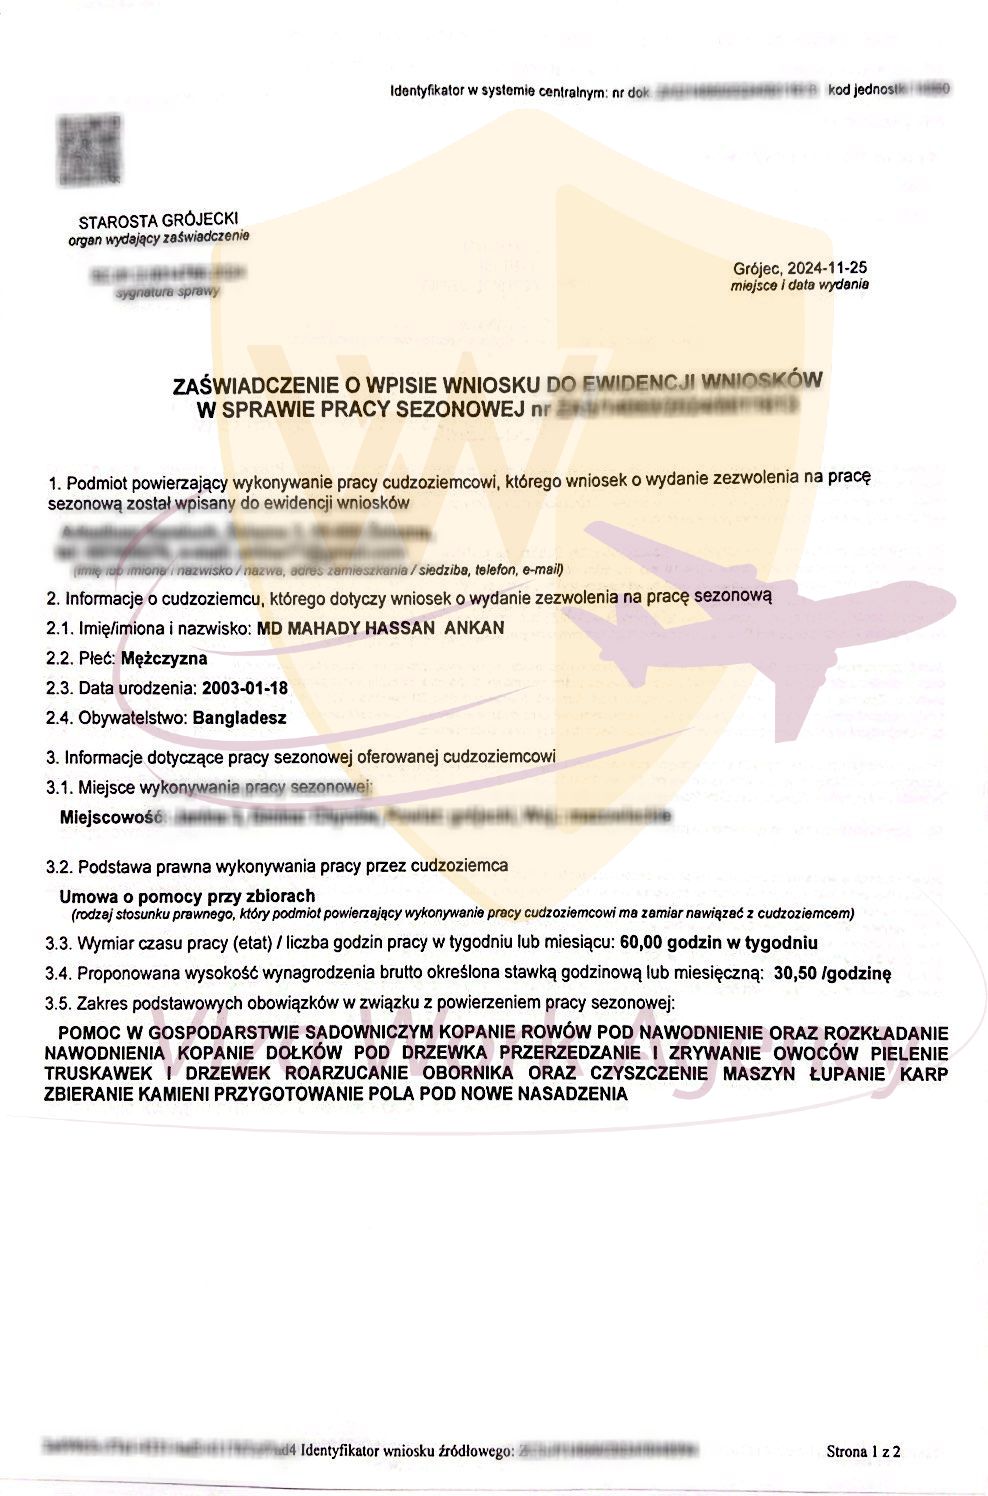 Identyfikator w systemie centralnym: nr dok. kod jednostki
STAROSTA GRÓJECKI
organ wydający zaświadczenie
sygnatura sprawy
Grójec, 2024-11-25
miejsce i data wydania
ZAŚWIADCZENIE O WPISIE WNIOSKU DO EWIDENCJI WNIOSKÓW
W SPRAWIE PRACY SEZONOWEJ nr
1. Podmiot powierzający wykonywanie pracy cudzoziemcowi, którego wniosek o wydanie zezwolenia na pracę
sezonową został wpisany do ewidencji wniosków
(imię lub imiona i nazwisko / nazwa, adres zamieszkania / siedziba, telefon, e-mail)
2. Informacje o cudzoziemcu, którego dotyczy wniosek o wydanie zezwolenia na pracę sezonową
2.1. Imię/imiona i nazwisko: MD MAHADY HASSAN ANKAN
2.2. Płeć: Mężczyzna
2.3. Data urodzenia: 2003-01-18
2.4. Obywatelstwo: Bangladesz
3. Informacje dotyczące pracy sezonowej oferowanej cudzoziemcowi
3.1. Miejsce wykonywania pracy sezonowej:
Miejscowość:
3.2. Podstawa prawna wykonywania pracy przez cudzoziemca
Umowa o pomocy przy zbiorach
(rodzaj stosunku prawnego, który podmiot powierzający wykonywanie pracy cudzoziemcowi ma zamiar nawiązać z cudzoziemcem)
3.3. Wymiar czasu pracy (etat) / liczba godzin pracy w tygodniu lub miesiącu: 60,00 godzin w tygodniu
3.4. Proponowana wysokość wynagrodzenia brutto określona stawką godzinową lub miesięczną: 30,50 /godzinę
3.5. Zakres podstawowych obowiązków w związku z powierzeniem pracy sezonowej:
POMOC W GOSPODARSTWIE SADOWNICZYM KOPANIE ROWÓW POD NAWODNIENIE ORAZ ROZKŁADANIE
NAWODNIENIA KOPANIE DOŁKÓW POD DRZEWKA PRZERZEDZANIE I ZRYWANIE OWOCÓW PIELENIE
TRUSKAWEK I DRZEWEK ROARZUCANIE OBORNIKA ORAZ CZYSZCZENIE MASZYN ŁUPANIE KARP
ZBIERANIE KAMIENI PRZYGOTOWANIE POLA POD NOWE NASADZENIA
Viza Work Agency
Identyfikator wniosku źródłowego:
Strona 1 z 2